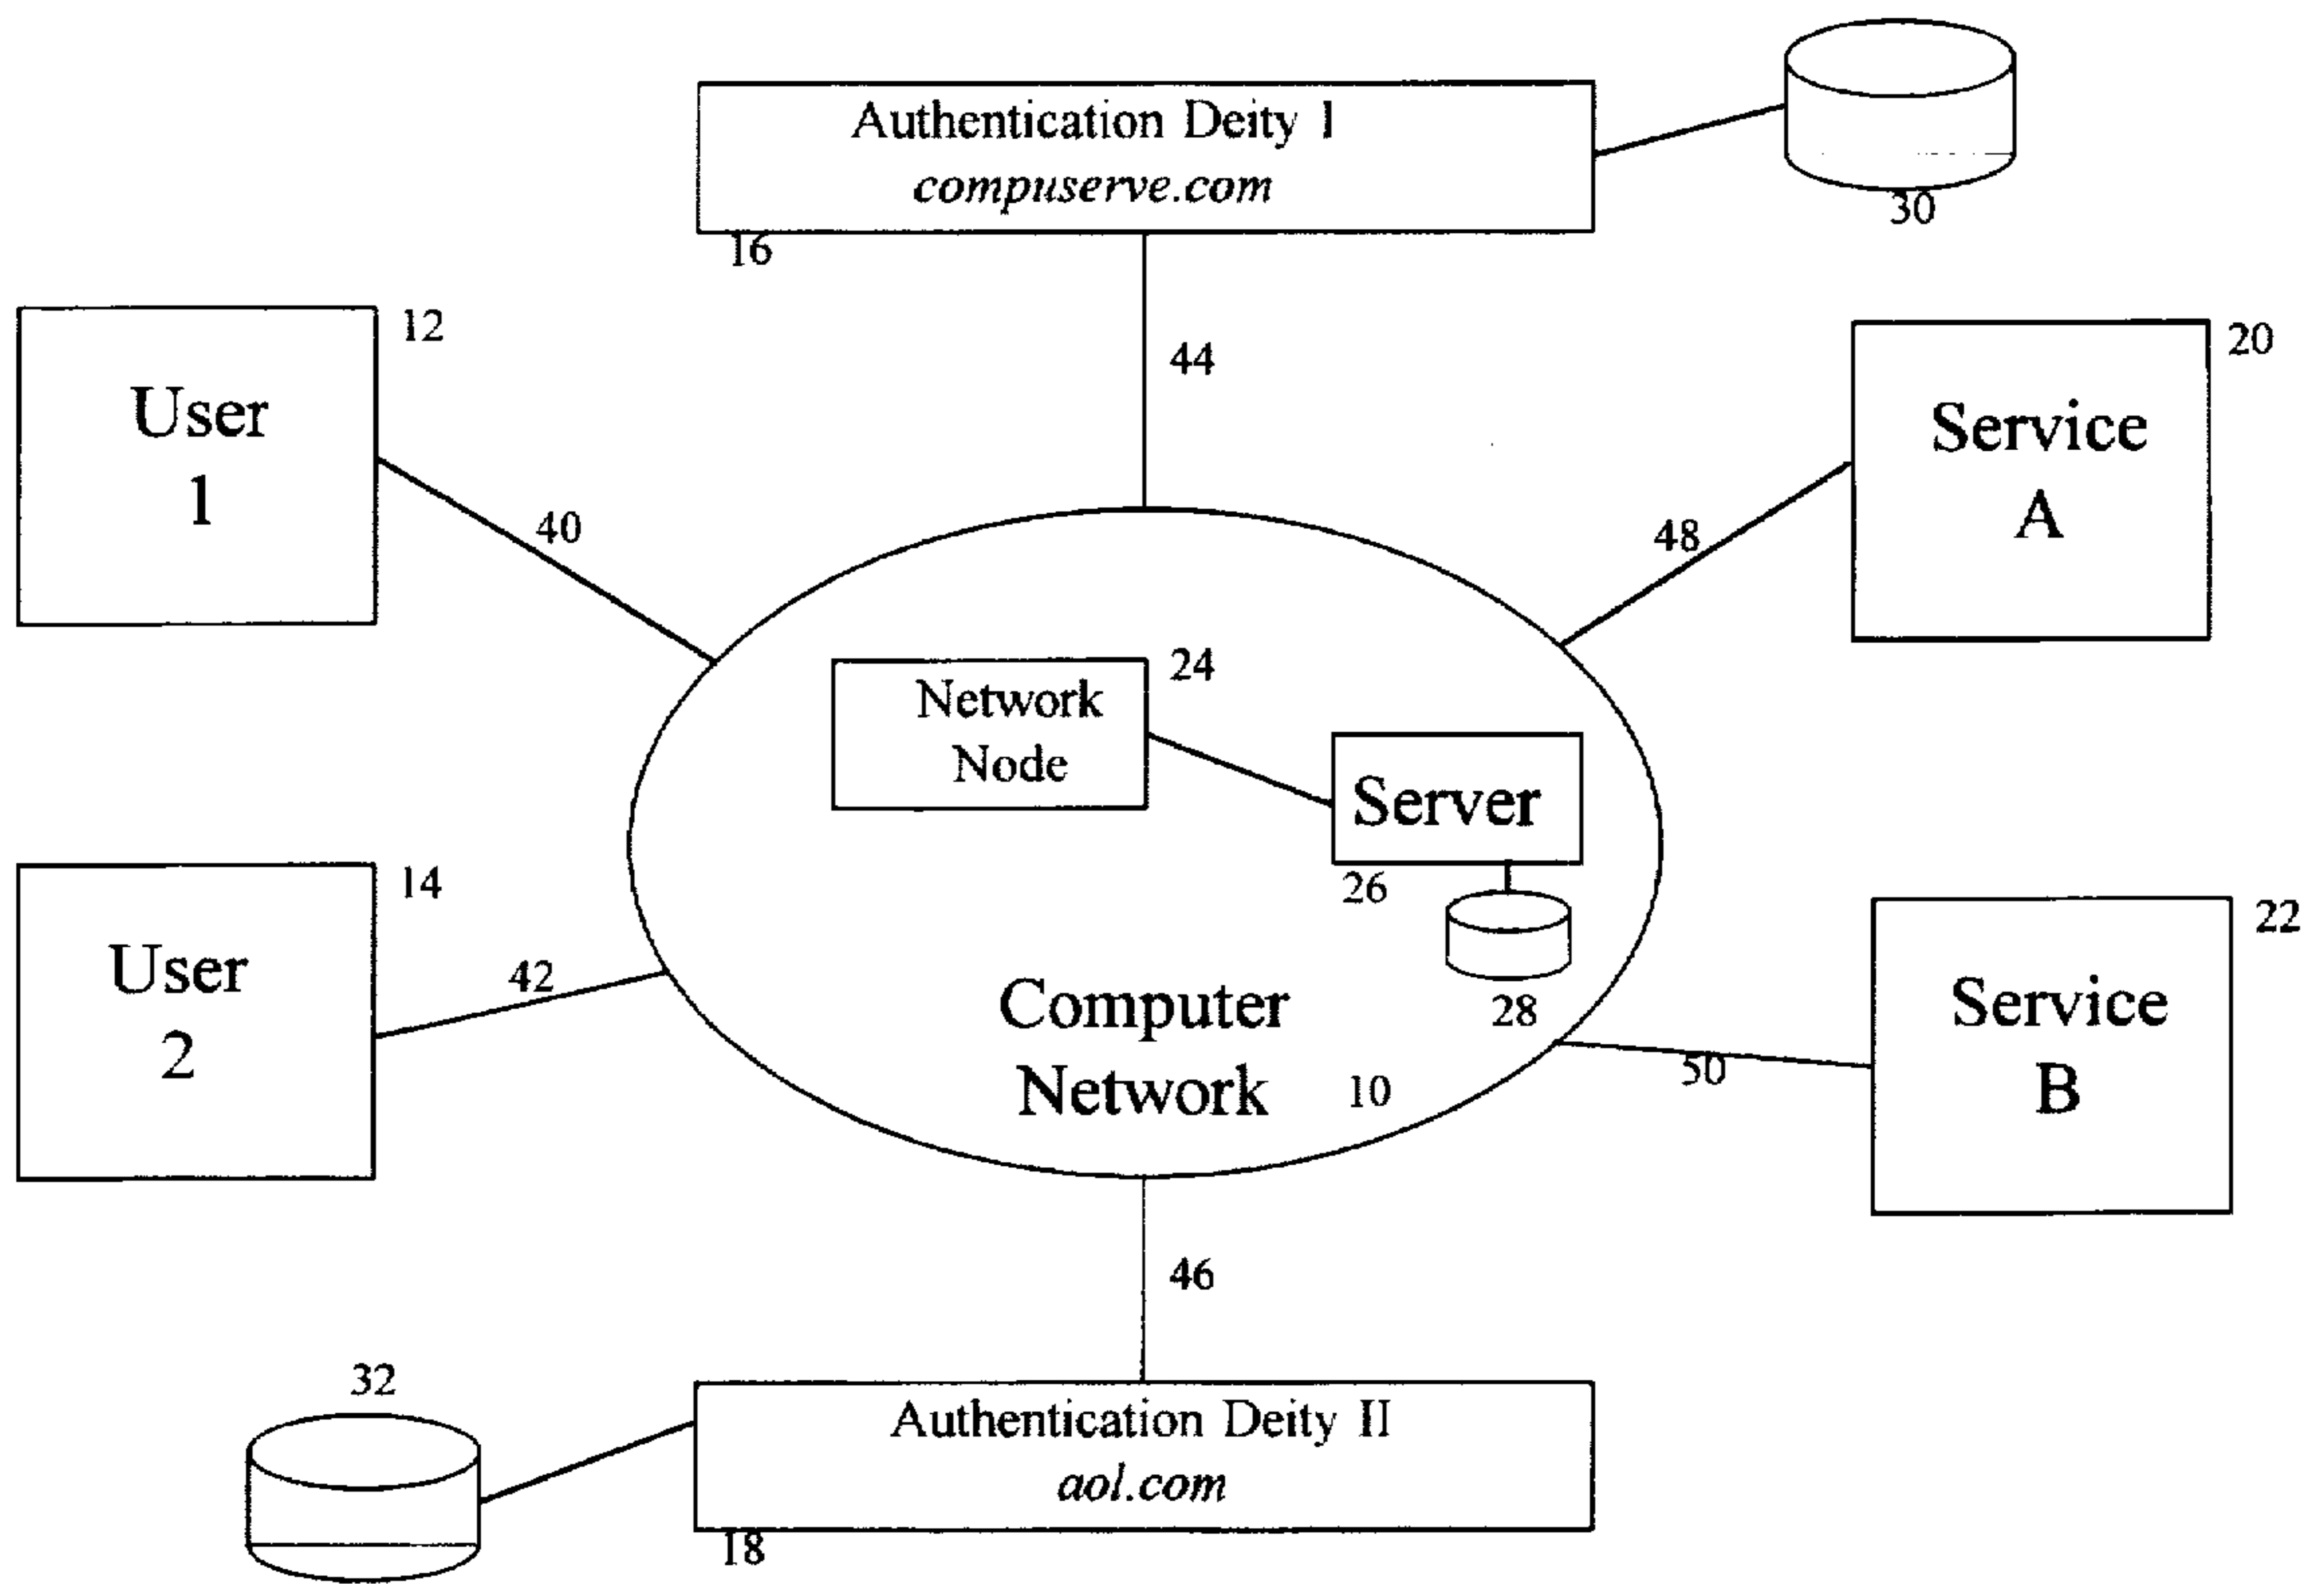 Authentication Deity I
compuserve.com
16
30
User
1
12
44
Service
A
20
40
48
Network
Node
24
Server
26
28
User
2
14
42
Computer
Network
10
Service
B
22
50
46
32
Authentication Deity II
aol.com
18